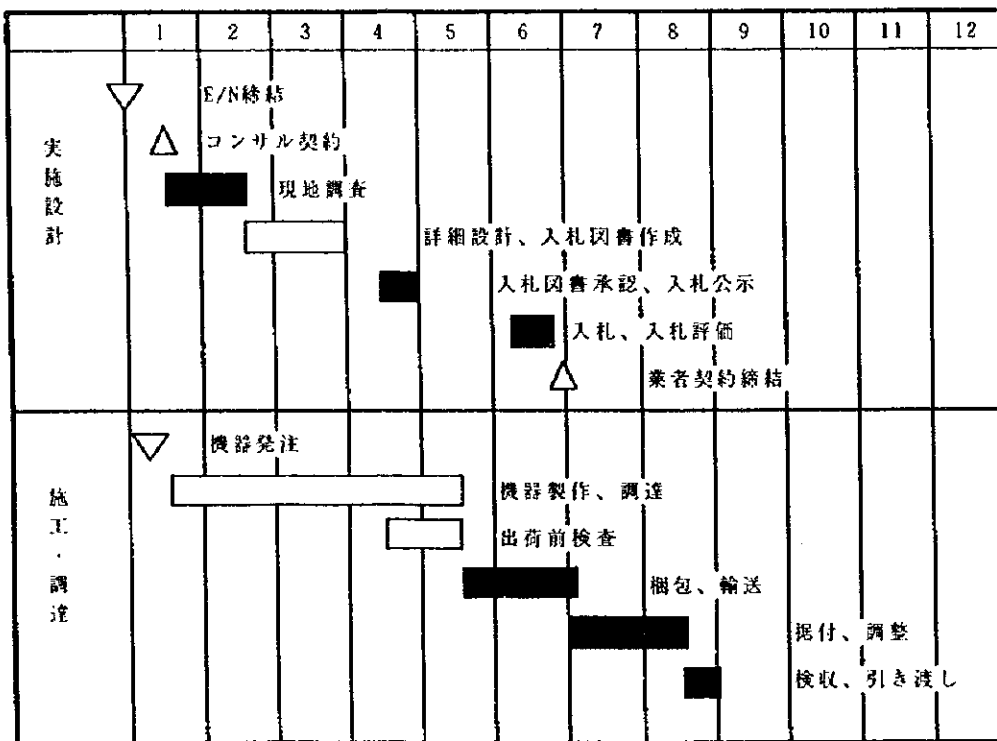 1 2 3 4 5 6 7 8 9 10 11 12
実施設計
E/N締結
コンサル契約
現地調査
詳細設計、入札図書作成
入札図書承認、入札公示
入札、入札評価
業者契約締結
施工・調達
機器発注
機器製作、調達
出荷前検査
梱包、輸送
据付、調整
検収、引き渡し